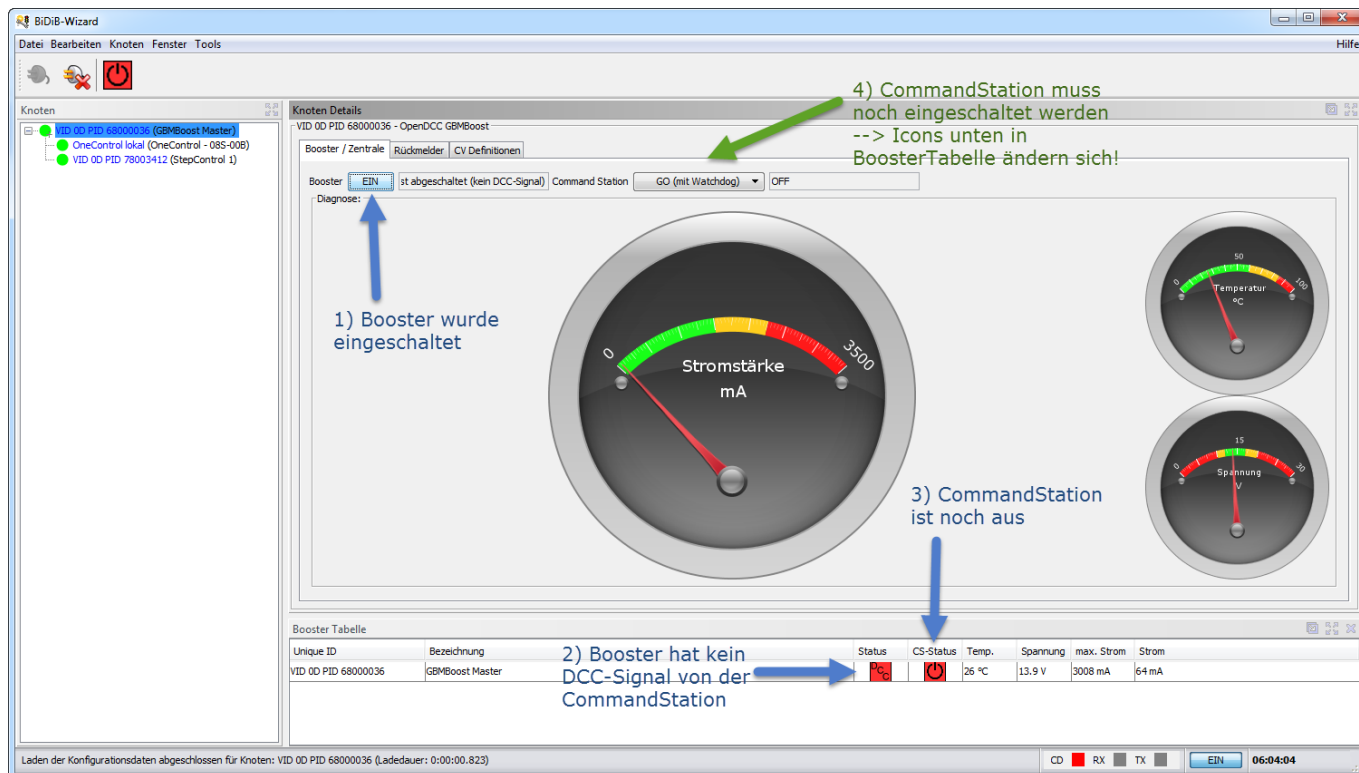 BiDiB-Wizard
Datei Bearbeiten Knoten Fenster Tools
Hilfe
Knoten
VID 0D PID 68000036 (GBMBoost Master)
OneControl lokal (OneControl - 08S-00B)
VID 0D PID 78003412 (StepControl 1)
Knoten Details
VID 0D PID 68000036 - OpenDCC GBMBoost
Booster / Zentrale Rückmelder CV Definitionen
4) CommandStation muss
noch eingeschaltet werden
--> Icons unten in
BoosterTabelle ändern sich!
Booster EIN st abgeschaltet (kein DCC-Signal) Command Station GO (mit Watchdog) OFF
Diagnose:
1) Booster wurde
eingeschaltet
0 3500
Stromstärke
mA
0 50 100
Temperatur
°C
0 15 30
Spannung
V
3) CommandStation
ist noch aus
Booster Tabelle
Unique ID Bezeichnung Status CS-Status Temp. Spannung max. Strom Strom
VID 0D PID 68000036 GBMBoost Master DCC 26 °C 13.9 V 3008 mA 64 mA
2) Booster hat kein
DCC-Signal von der
CommandStation
Laden der Konfigurationsdaten abgeschlossen für Knoten: VID 0D PID 68000036 (Ladedauer: 0:00:00.823)
CD RX TX EIN 06:04:04